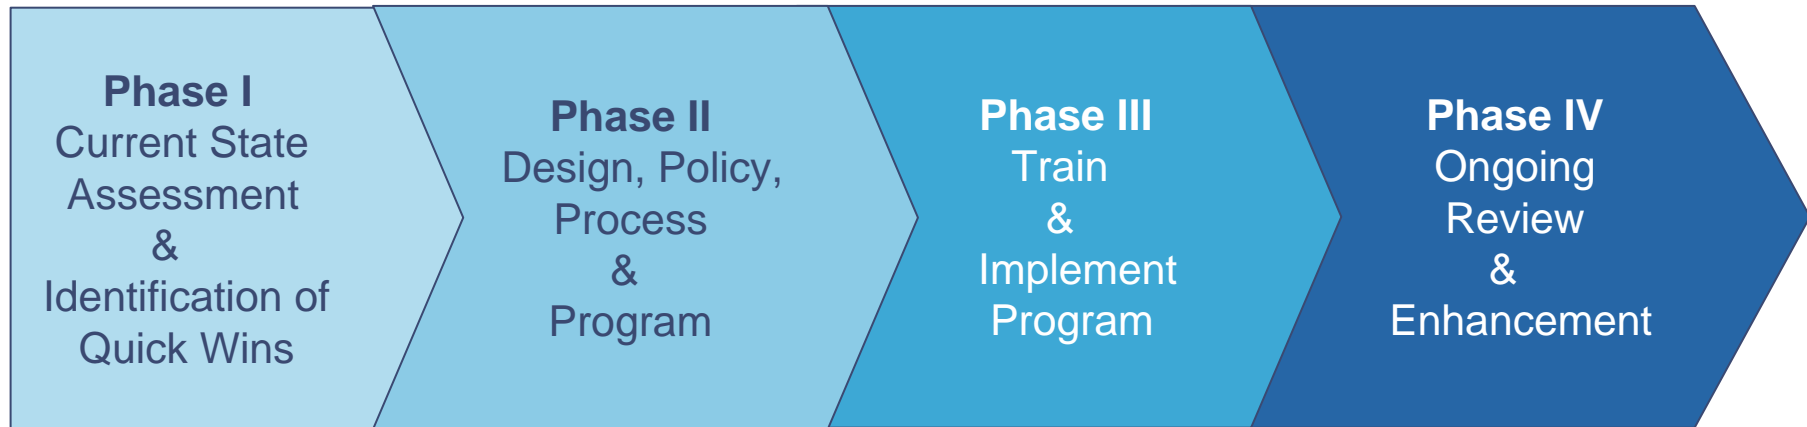 Phase I
Current State
Assessment
&
Identification of
Quick Wins
Phase II
Design, Policy,
Process
&
Program
Phase III
Train
&
Implement
Program
Phase IV
Ongoing
Review
&
Enhancement